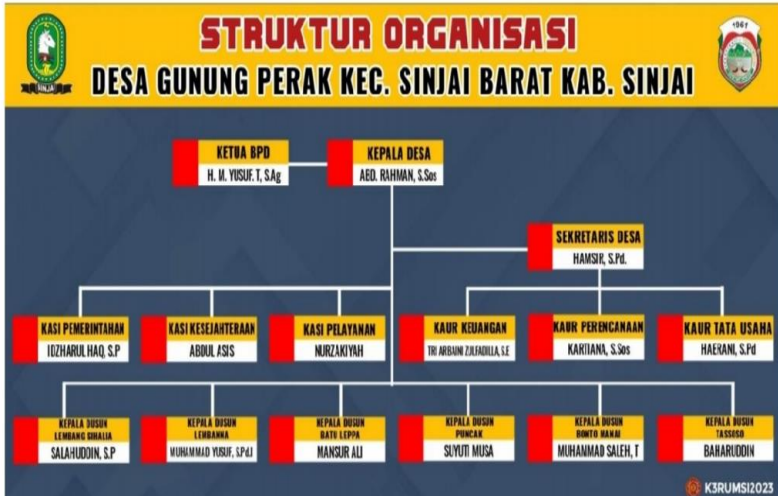 STRUKTUR ORGANISASI
DESA GUNUNG PERAK KEC. SINJAI BARAT KAB. SINJAI
SINJAI
1961
KETUA BPD
H. M. YUSUF. T, S.Ag
KEPALA DESA
ABD. RAHMAN, S.Sos
SEKRETARIS DESA
HAMSIR, S.Pd.
KASI PEMERINTAHAN
IDZHARUL HAQ, S.P
KASI KESEJAHTERAAN
ABDUL ASIS
KASI PELAYANAN
NURZAKIYAH
KAUR KEUANGAN
TRI ARBAINI ZULFADILLA, S.E
KAUR PERENCANAAN
KARTIANA, S.Sos
KAUR TATA USAHA
HAERANI, S.Pd
KEPALA DUSUN
LEMBANG SIHALIA
SALAHUDDIN, S.P
KEPALA DUSUN
LEMBANNA
MUHAMMAD YUSUF, S.Pd.I
KEPALA DUSUN
BATU LEPPA
MANSUR ALI
KEPALA DUSUN
PUNCAK
SUYUTI MUSA
KEPALA DUSUN
BONTO MANAI
MUHAMMAD SALEH, T
KEPALA DUSUN
TASSOSO
BAHARUDDIN
K3RUMSI2023